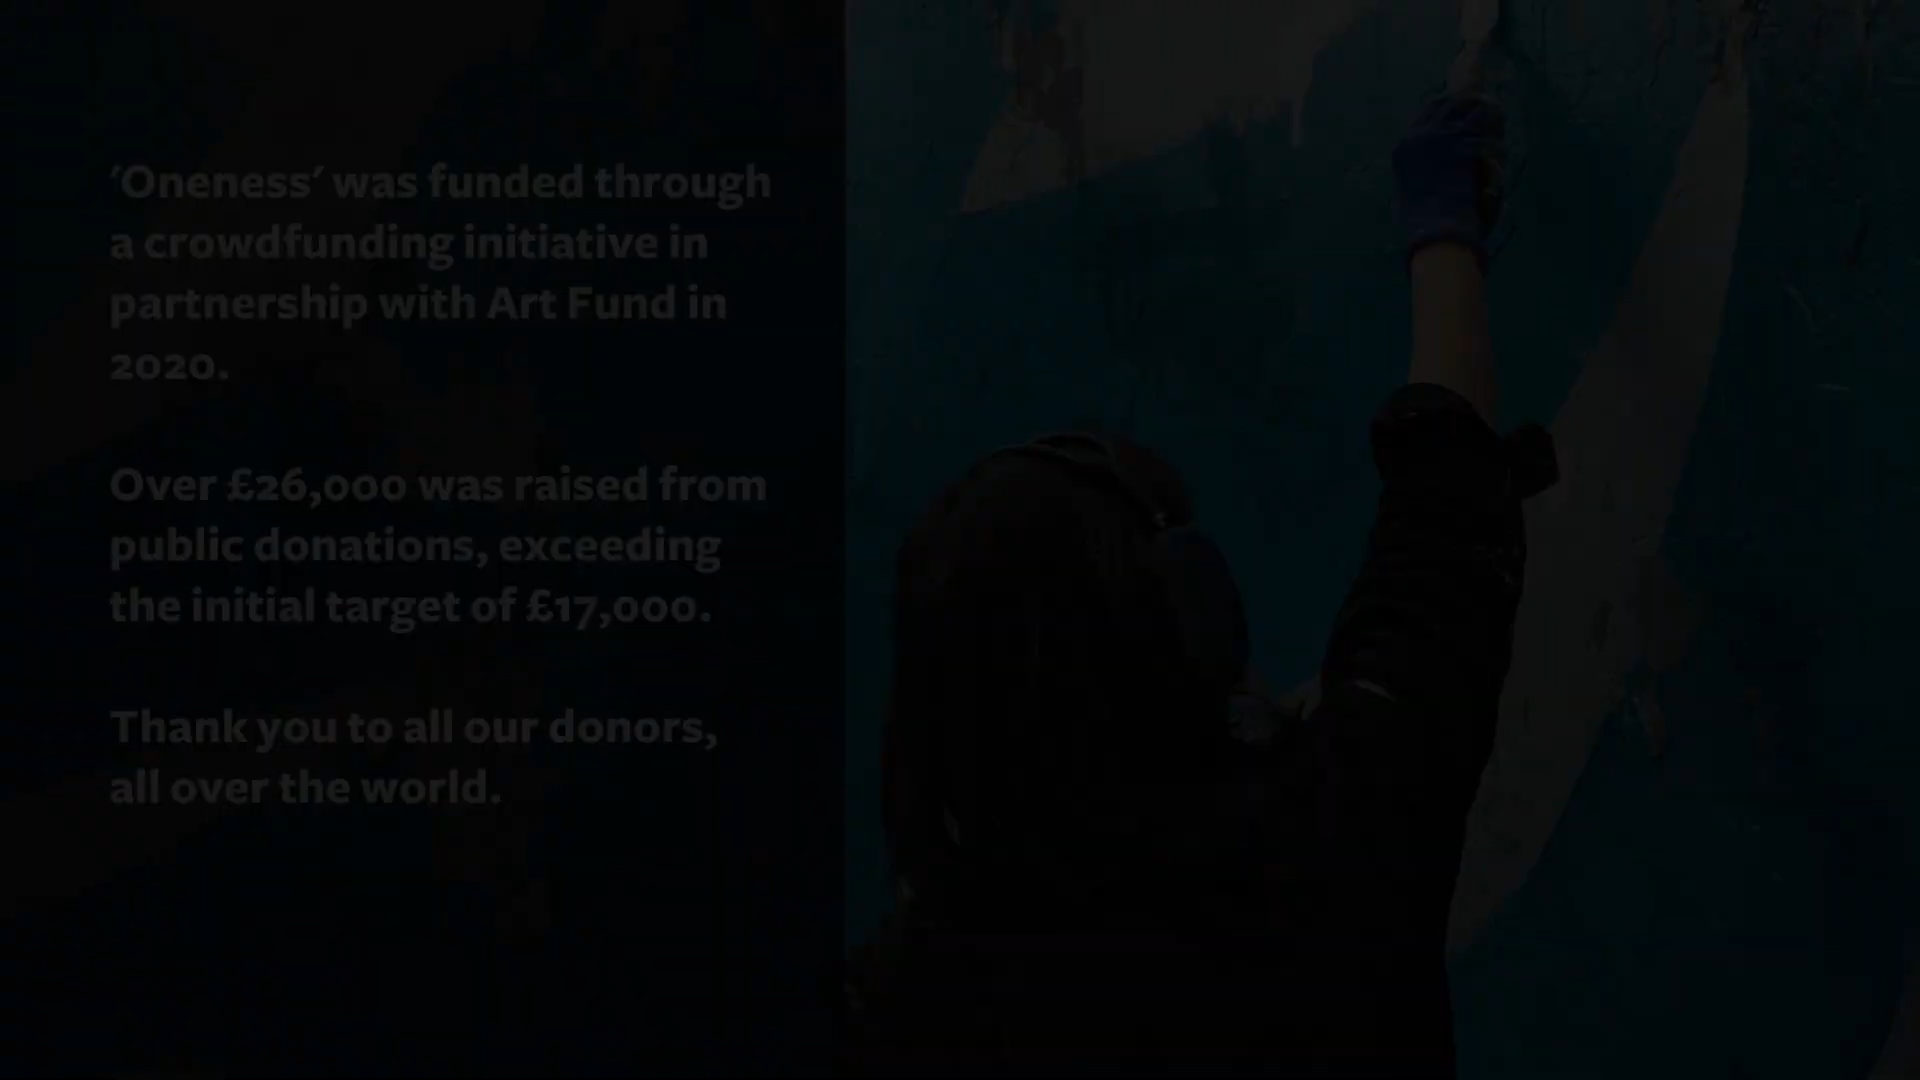 'Oneness' was funded through
a crowdfunding initiative in
partnership with Art Fund in
2020.
Over £26,000 was raised from
public donations, exceeding
the initial target of £17,000.
Thank you to all our donors,
all over the world.